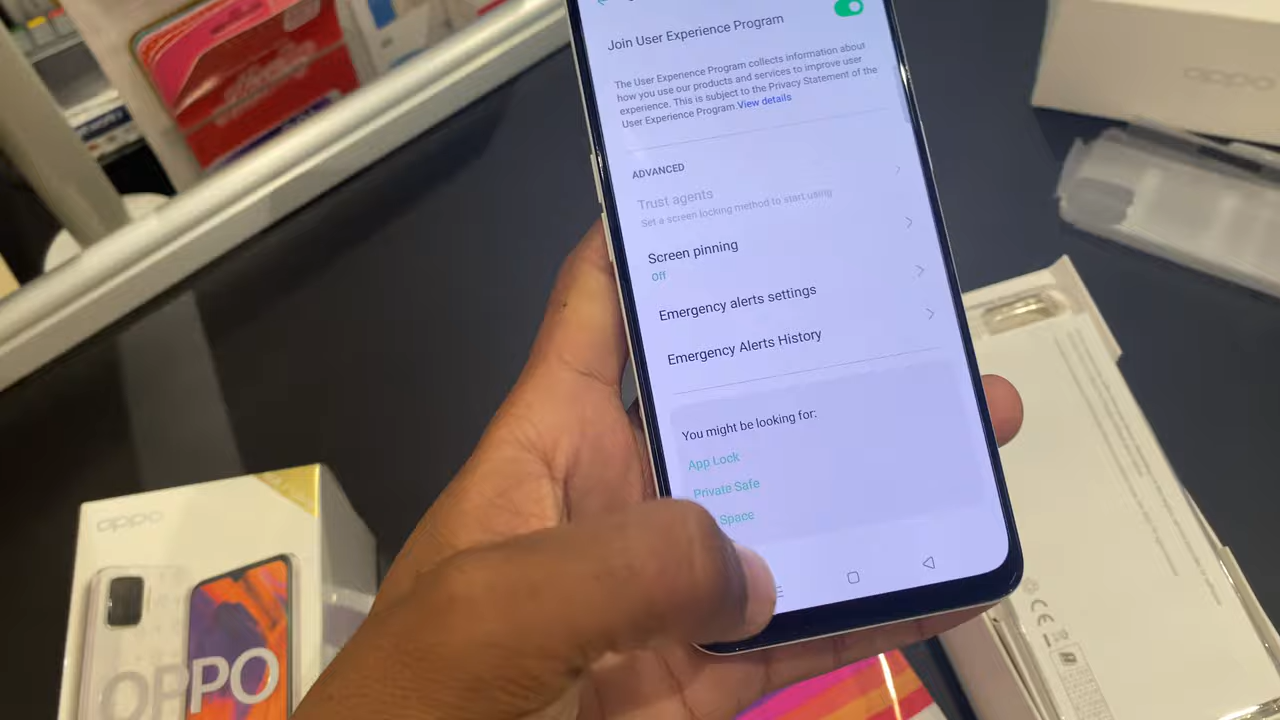 Join User Experience Program
The User Experience Program collects information about
how you use our products and services to improve user
experience. This is subject to the Privacy Statement of the
User Experience Program.View details
ADVANCED
Trust agents
Set a screen locking method to start using
Screen pinning
Off
Emergency alerts settings
Emergency Alerts History
You might be looking for:
App Lock
Private Safe
Space
oppo
oppo
OPPO
CE